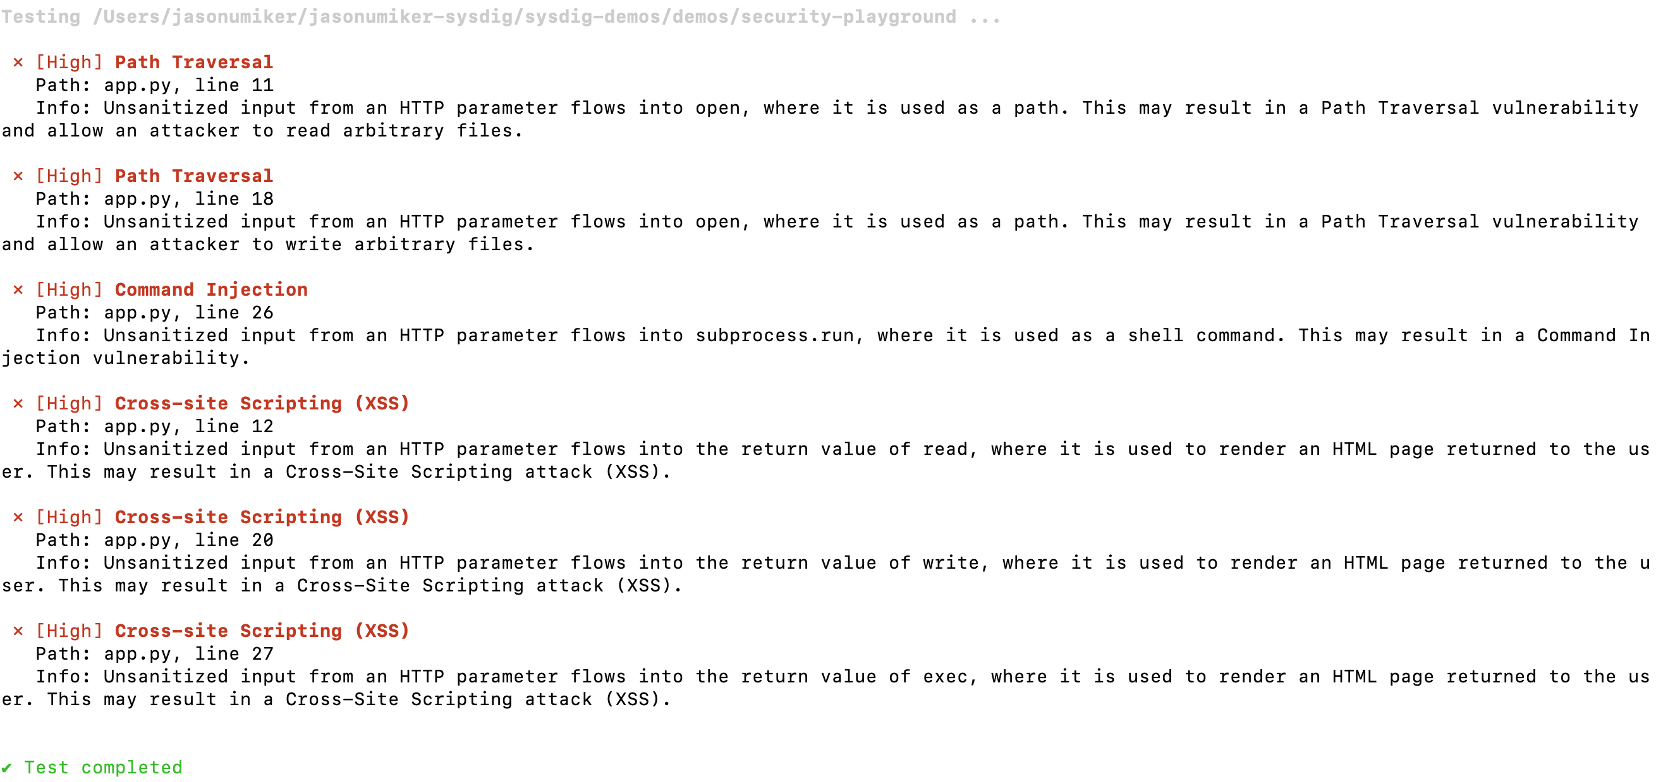 Testing /Users/jasonumiker/jasonumiker-sysdig/sysdig-demos/demos/security-playground ...
× [High] Path Traversal
Path: app.py, line 11
Info: Unsanitized input from an HTTP parameter flows into open, where it is used as a path. This may result in a Path Traversal vulnerability
and allow an attacker to read arbitrary files.
× [High] Path Traversal
Path: app.py, line 18
Info: Unsanitized input from an HTTP parameter flows into open, where it is used as a path. This may result in a Path Traversal vulnerability
and allow an attacker to write arbitrary files.
× [High] Command Injection
Path: app.py, line 26
Info: Unsanitized input from an HTTP parameter flows into subprocess.run, where it is used as a shell command. This may result in a Command In
jection vulnerability.
× [High] Cross-site Scripting (XSS)
Path: app.py, line 12
Info: Unsanitized input from an HTTP parameter flows into the return value of read, where it is used to render an HTML page returned to the us
er. This may result in a Cross-Site Scripting attack (XSS).
× [High] Cross-site Scripting (XSS)
Path: app.py, line 20
Info: Unsanitized input from an HTTP parameter flows into the return value of write, where it is used to render an HTML page returned to the u
ser. This may result in a Cross-Site Scripting attack (XSS).
× [High] Cross-site Scripting (XSS)
Path: app.py, line 27
Info: Unsanitized input from an HTTP parameter flows into the return value of exec, where it is used to render an HTML page returned to the us
er. This may result in a Cross-Site Scripting attack (XSS).
✔ Test completed